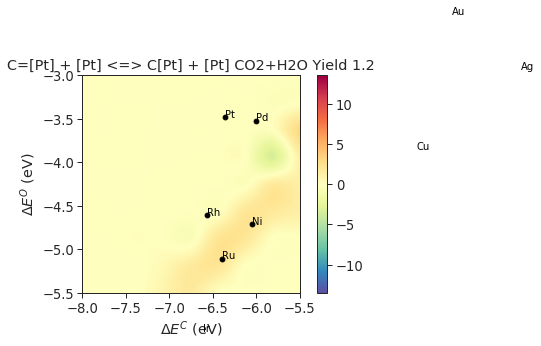 Au
Ag
C=[Pt] + [Pt] <=> C[Pt] + [Pt] CO2+H2O Yield 1.2
Cu
Pt
Pd
Rh
Ni
Ru
−3.0
−3.5
−4.0
−4.5
−5.0
−5.5
ΔE^O (eV)
−8.0 −7.5 −7.0 −6.5 −6.0 −5.5
ΔE^C (eV)
Ir
10
5
0
−5
−10